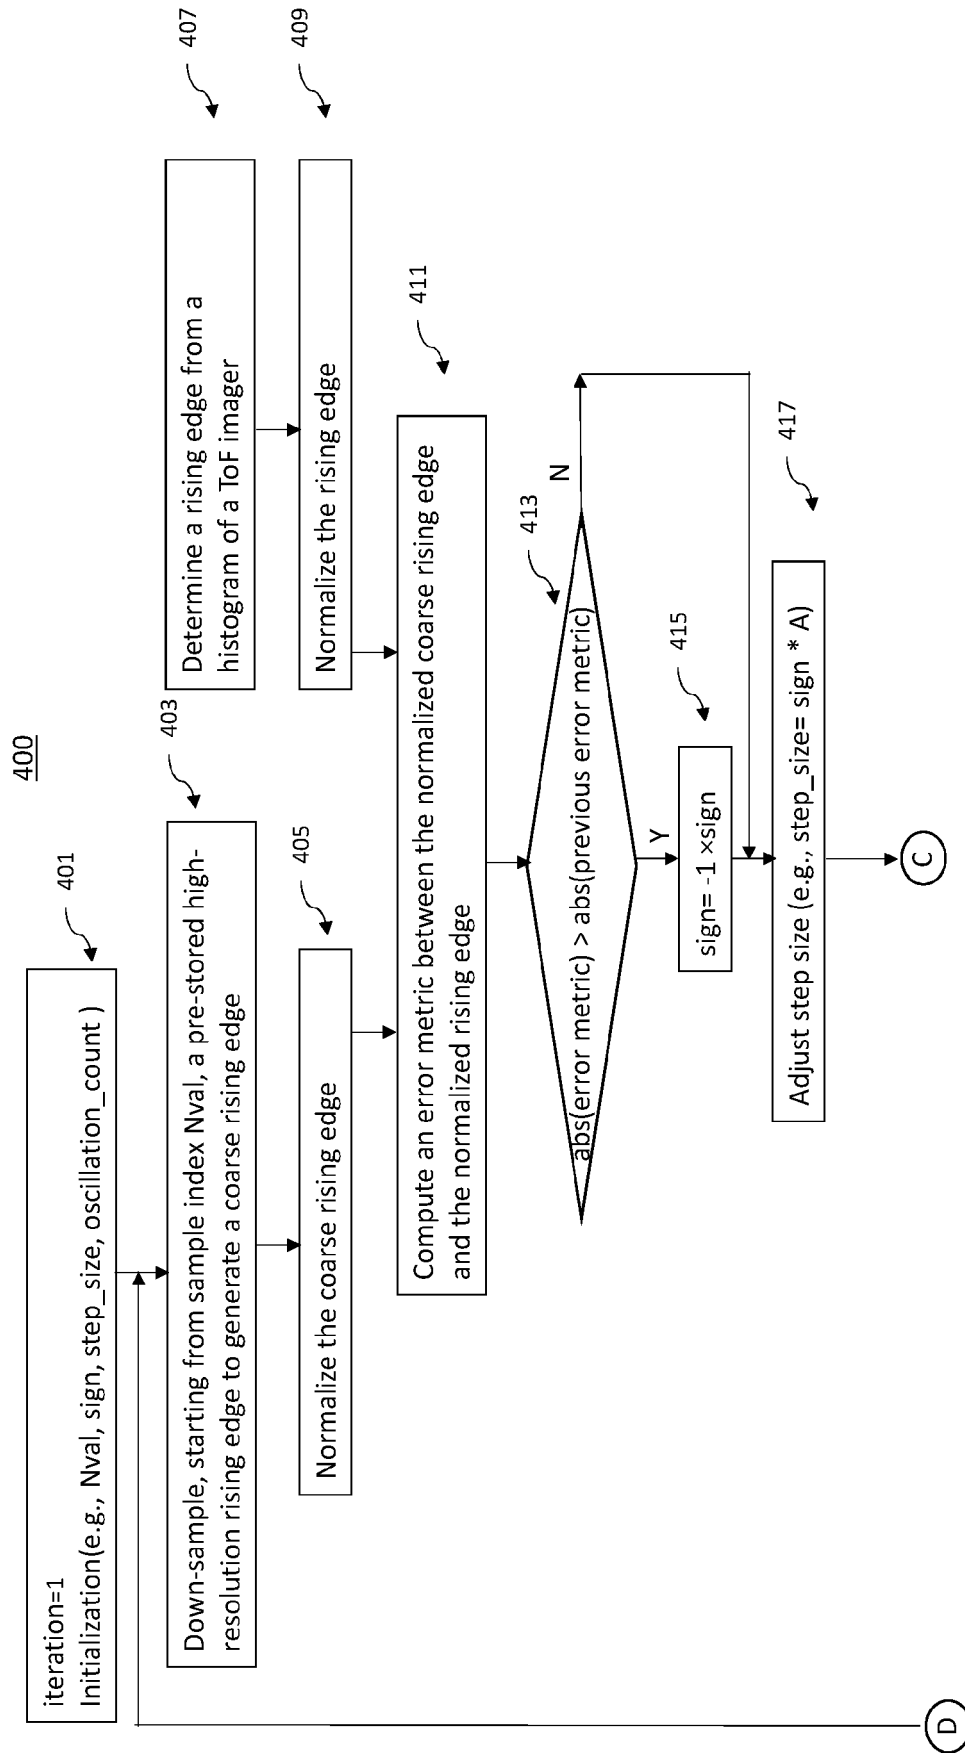 400
iteration=1
Initialization(e.g., Nval, sign, step_size, oscillation_count )
401
Down-sample, starting from sample index Nval, a pre-stored high-
resolution rising edge to generate a coarse rising edge
403
Normalize the coarse rising edge
405
Determine a rising edge from a
histogram of a ToF imager
407
Normalize the rising edge
409
Compute an error metric between the normalized coarse rising edge
and the normalized rising edge
411
abs(error metric) > abs(previous error metric)
413
N
Y
sign= -1 ×sign
415
Adjust step size (e.g., step_size= sign * A)
417
C
D